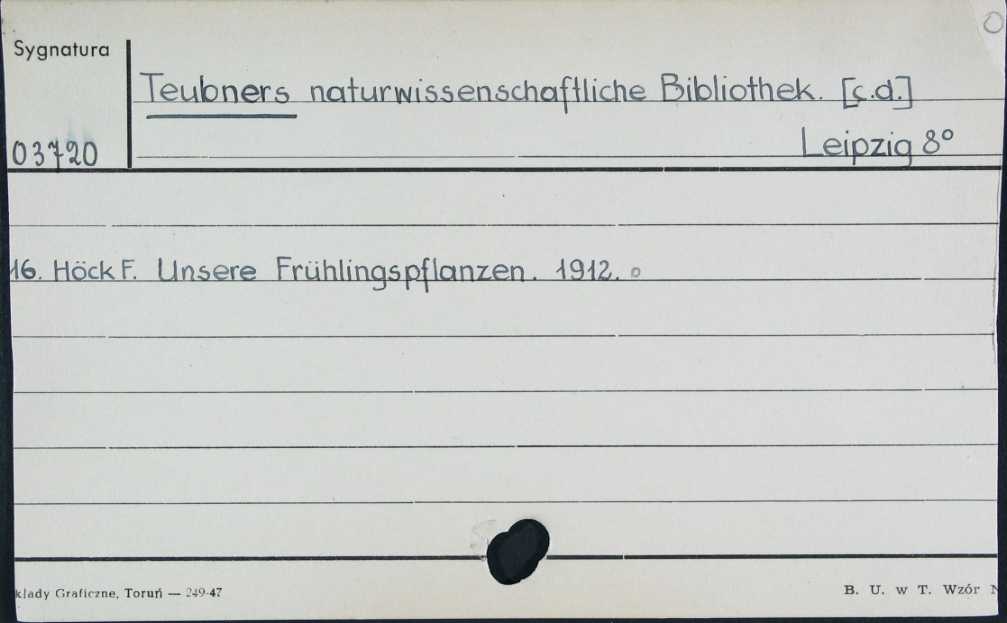 Sygnatura
Teubners naturwissenschaftliche Bibliothek. [c.d.]
03720
Leipzig 8°
16. Höck F. Unsere Frühlingspflanzen. 1912.
kłady Graficzne, Toruń — 249-47
B. U. w T. Wzór